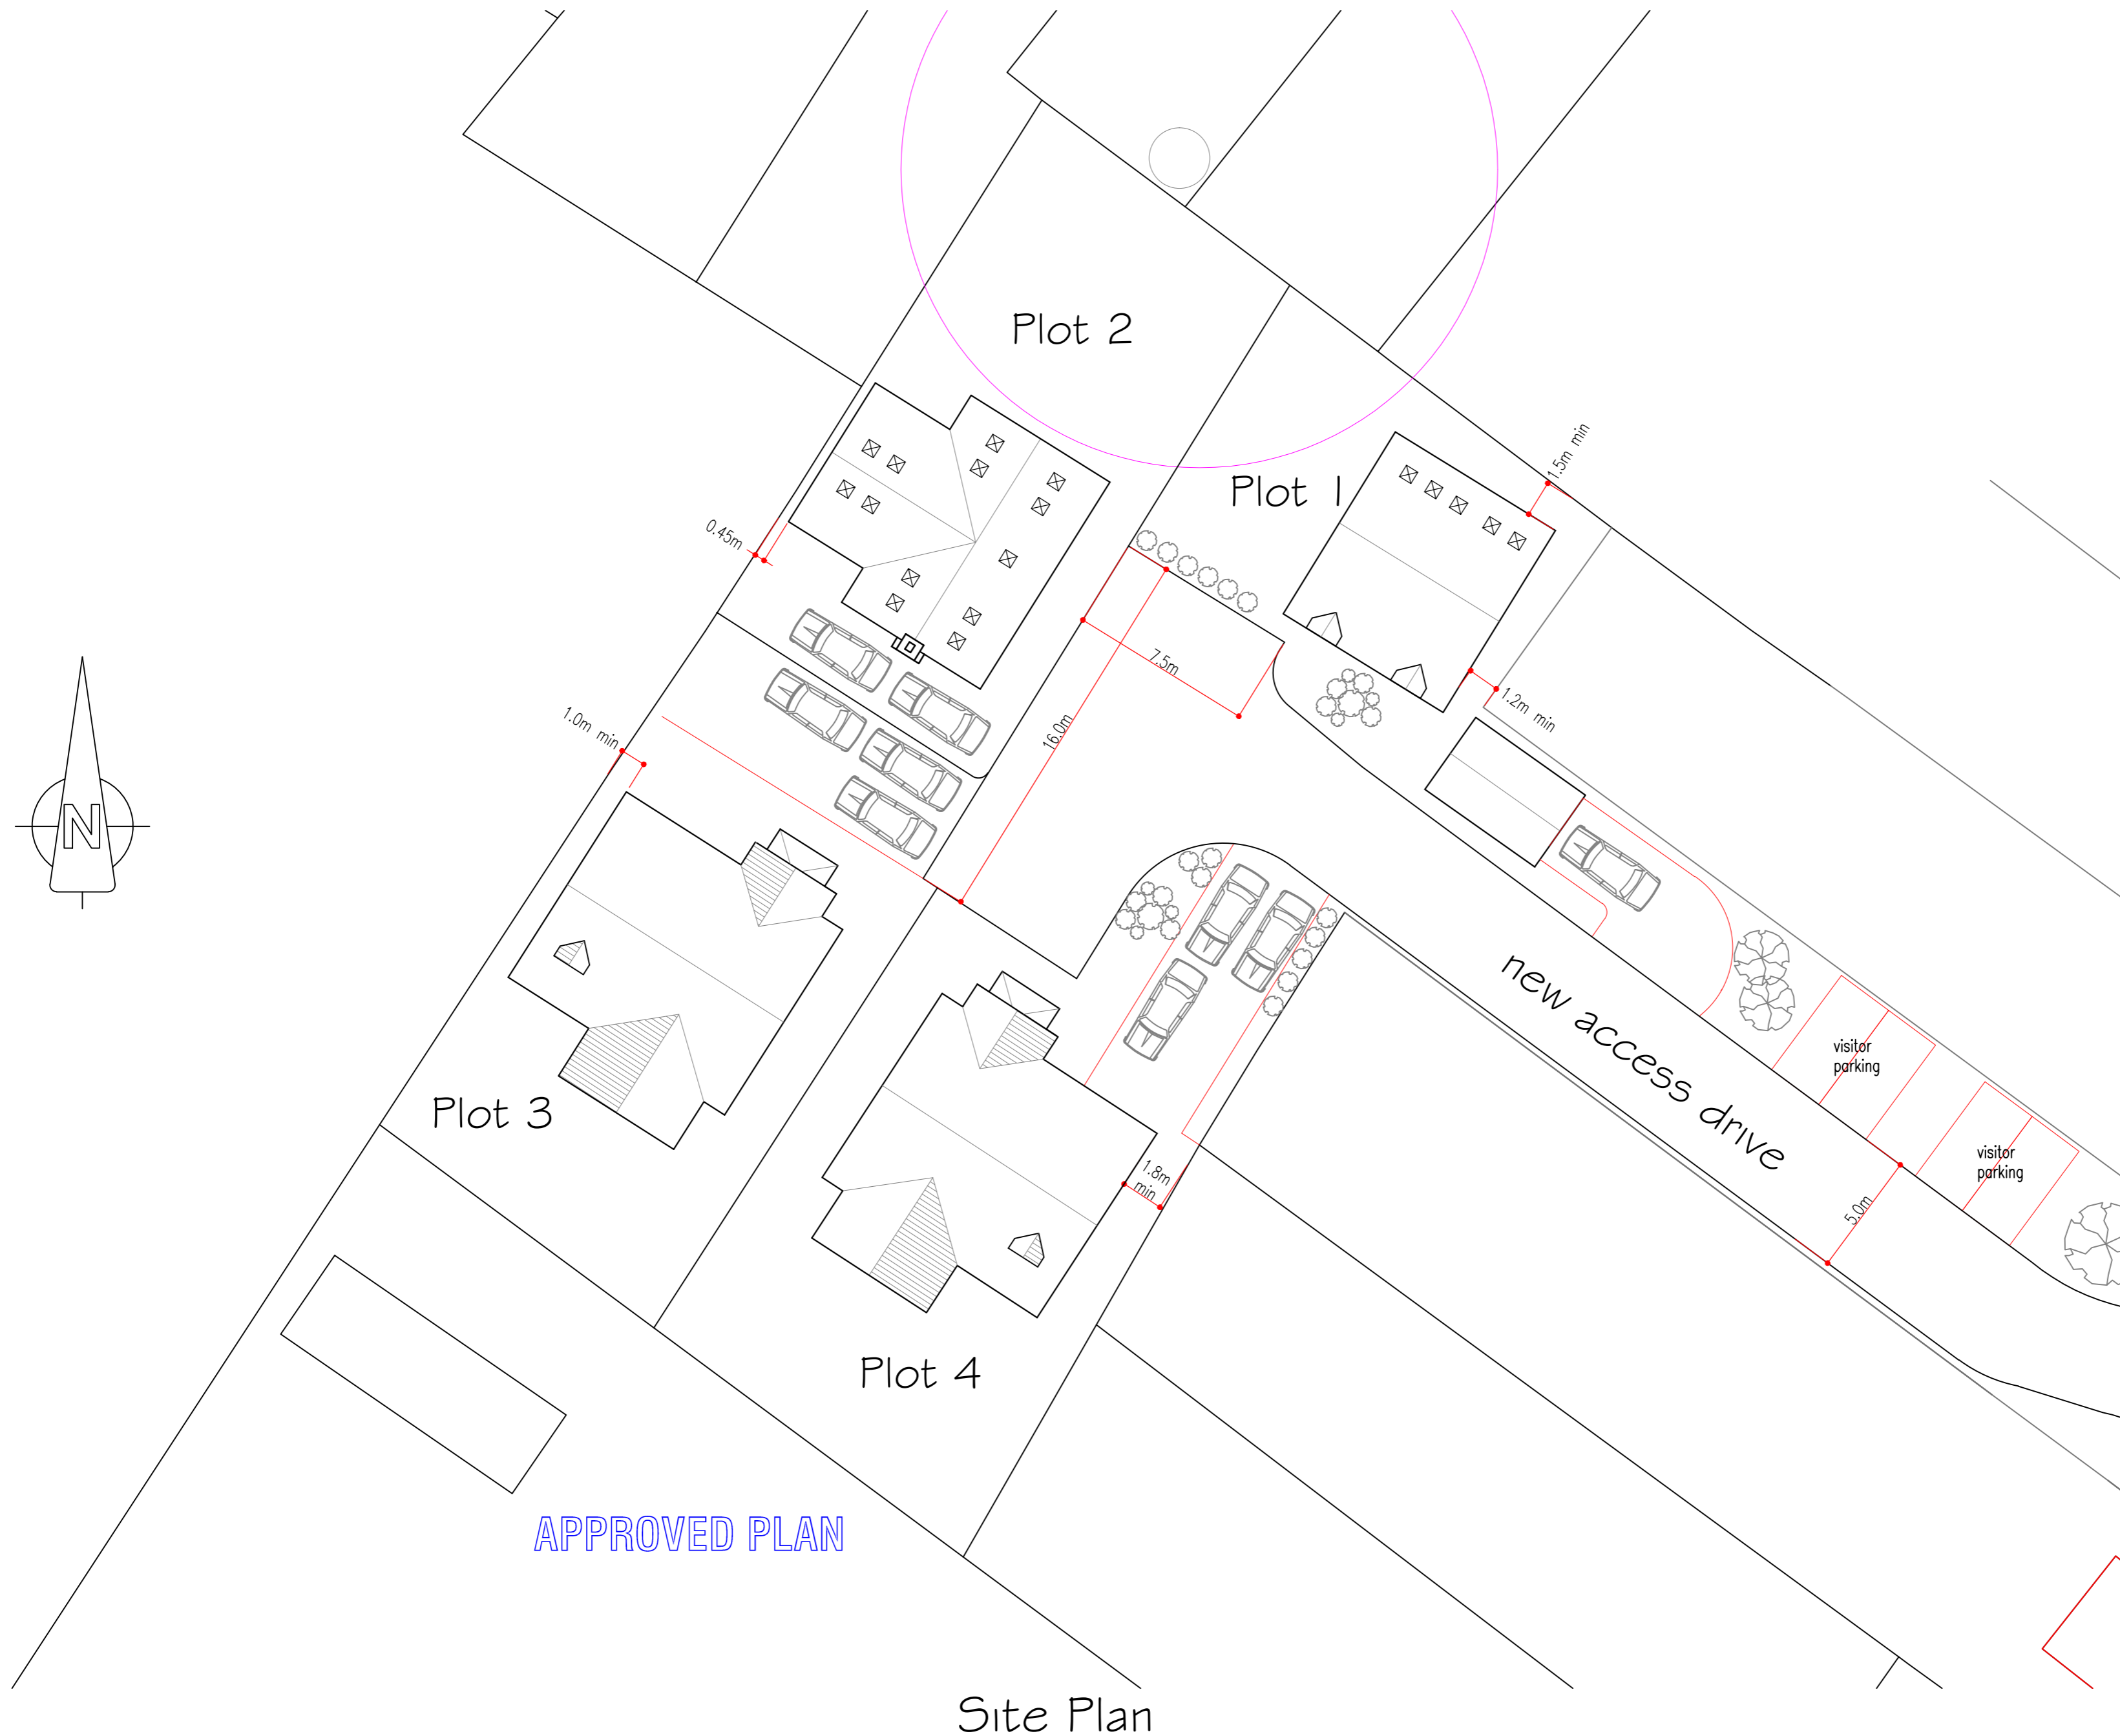 Plot 2
1.5m min
Plot 1
0.45m
7.5m
1.2m min
1.0m min
16.0m
N
new access drive
visitor
parking
visitor
parking
Plot 3
1.8m
min
5.0m
Plot 4
APPROVED PLAN
Site Plan